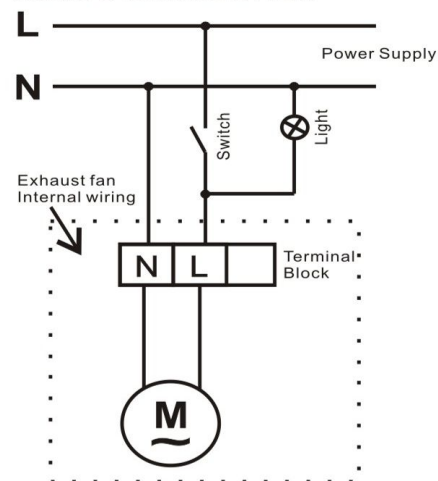 L
Power Supply
N
Switch
Light
Exhaust fan
Internal wiring
N L
Terminal
Block
M
~